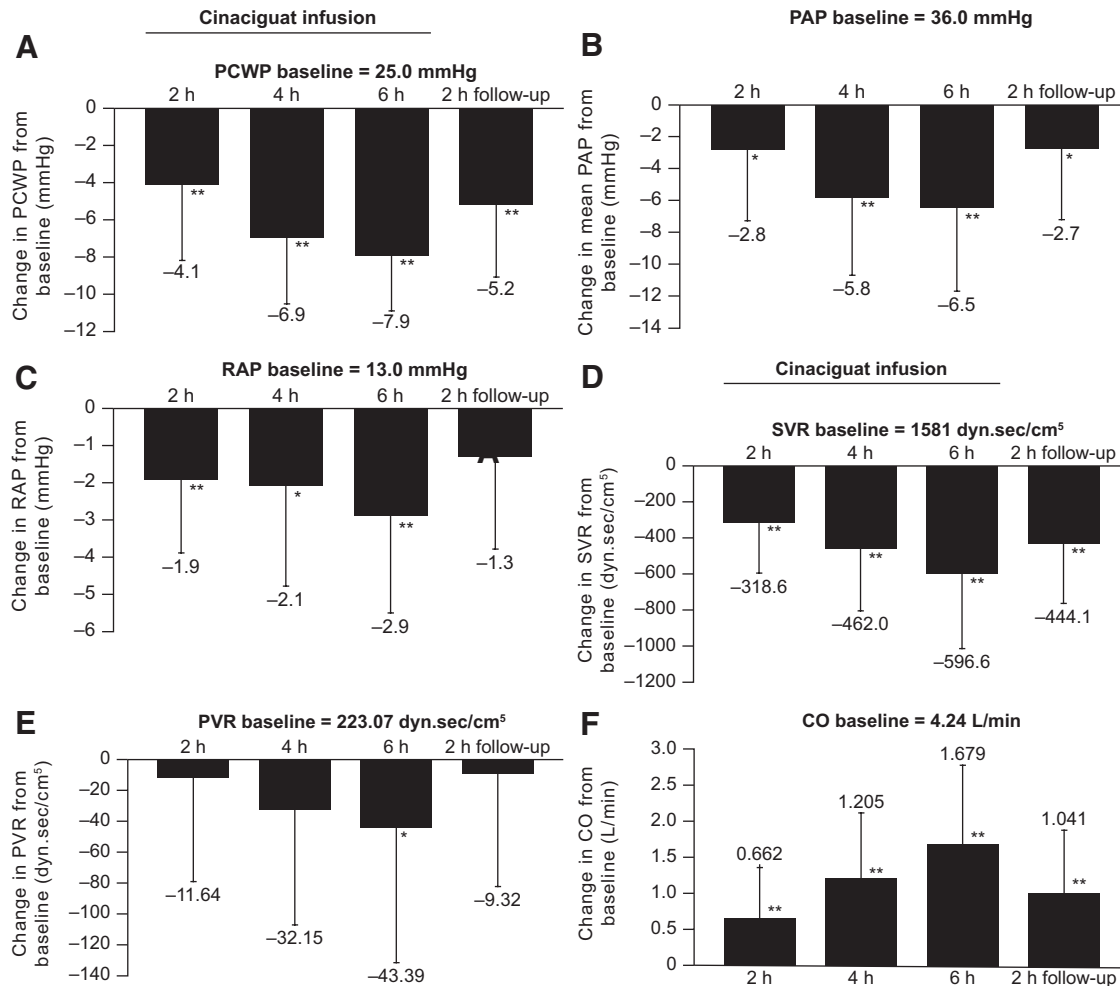 Cinaciguat infusion
A
PCWP baseline = 25.0 mmHg
2 h 4 h 6 h 2 h follow-up
Change in PCWP from
baseline (mmHg)
0
–2
–4
–6
–8
–10
–12
** ** ** **
–4.1
–6.9
–7.9
–5.2
B
PAP baseline = 36.0 mmHg
2 h 4 h 6 h 2 h follow-up
Change in mean PAP from
baseline (mmHg)
0
–2
–4
–6
–8
–10
–12
–14
* ** ** *
–2.8
–5.8
–6.5
–2.7
C
RAP baseline = 13.0 mmHg
2 h 4 h 6 h 2 h follow-up
Change in RAP from
baseline (mmHg)
0
–1
–2
–3
–4
–5
–6
** * **
–1.9
–2.1
–2.9
–1.3
D
Cinaciguat infusion
SVR baseline = 1581 dyn.sec/cm⁵
2 h 4 h 6 h 2 h follow-up
Change in SVR from
baseline (dyn.sec/cm⁵)
0
–200
–400
–600
–800
–1000
–1200
** ** ** **
–318.6
–462.0
–596.6
–444.1
E
PVR baseline = 223.07 dyn.sec/cm⁵
2 h 4 h 6 h 2 h follow-up
Change in PVR from
baseline (dyn.sec/cm⁵)
0
–20
–40
–60
–80
–100
–120
–140
*
–11.64
–32.15
–43.39
–9.32
F
CO baseline = 4.24 L/min
Change in CO from
baseline (L/min)
3.0
2.5
2.0
1.5
1.0
0.5
0
0.662
1.205
1.679
1.041
** ** ** **
2 h 4 h 6 h 2 h follow-up